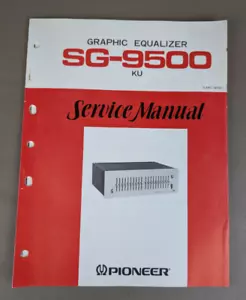 GRAPHIC EQUALIZER
SG-9500
KU
Service Manual
PIONEER